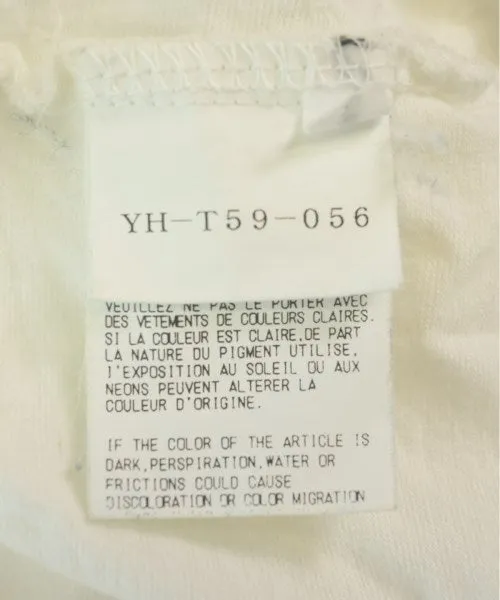 YH-T59-056
VEUILLEZ NE PAS LE PORTER AVEC
DES VETEMENTS DE COULEURS CLAIRES.
SI LA COULEUR EST CLAIRE,DE PART
LA NATURE DU PIGMENT UTILISE,
I'EXPOSITION AU SOLEIL OU AUX
NEONS PEUVENT ALTERER LA
COULEUR D'ORIGINE.
IF THE COLOR OF THE ARTICLE IS
DARK,PERSPIRATION,WATER OR
FRICTIONS COULD CAUSE
DISCOLORATION OR COLOR MIGRATION